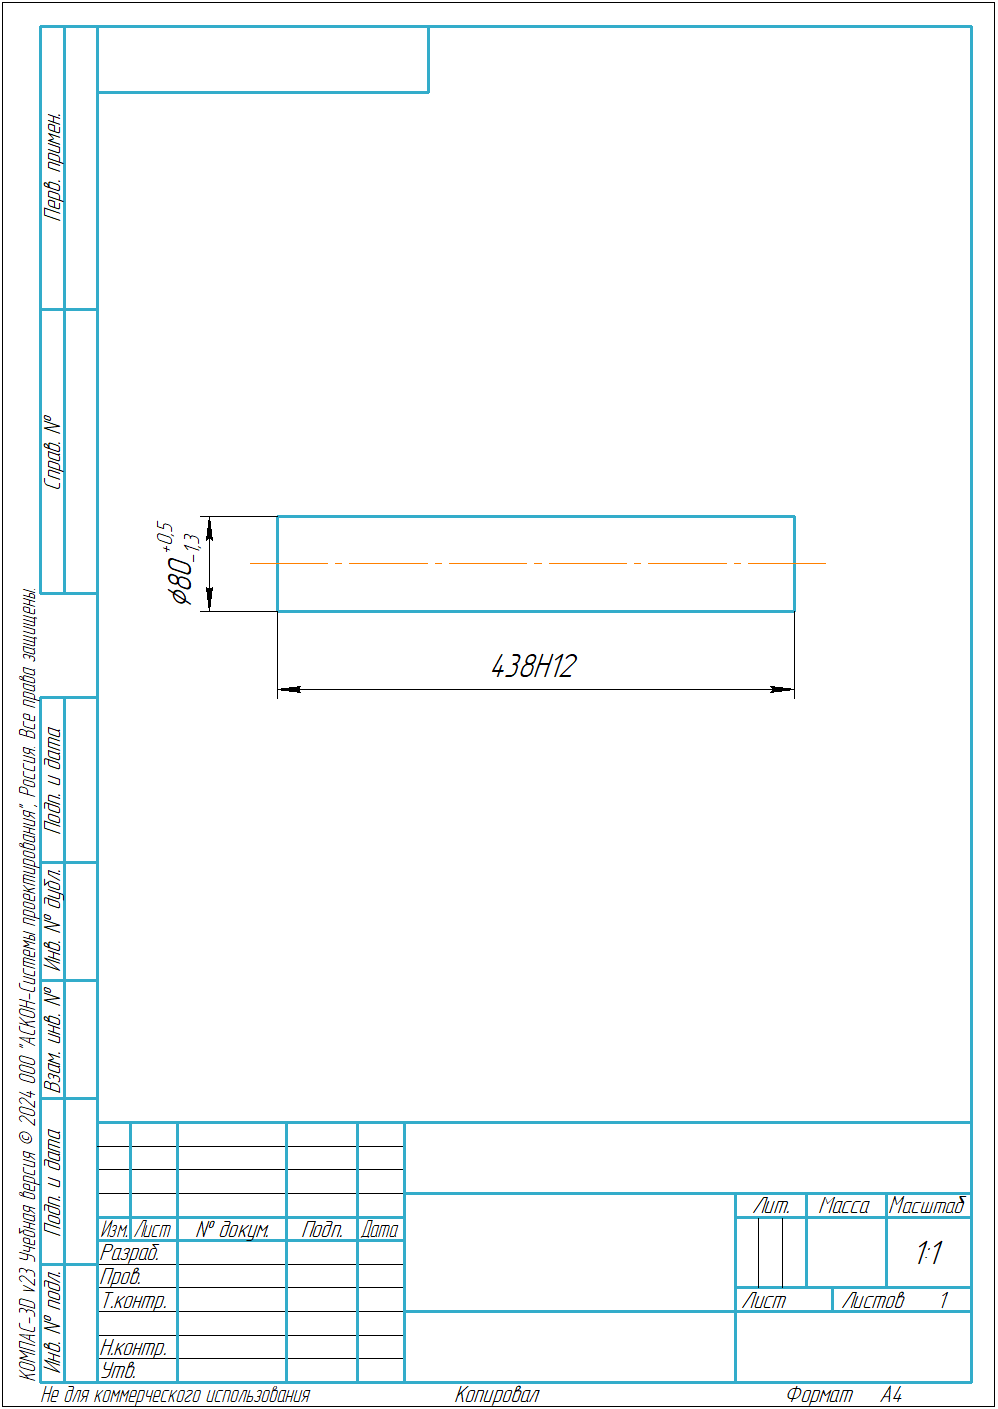 Перв. примен.
Справ. №
Подп. и дата
Инв. № дубл.
Взам. инв. №
Подп. и дата
Инв. № подл.
КОМПАС-3D v23 Учебная версия © 2024 ООО "АСКОН-Системы проектирования", Россия. Все права защищены.
+0,5
ϕ80 -1,3
438H12
Лит. Масса Масштаб
Изм. Лист № докум. Подп. Дата
Разраб. 1:1
Пров.
Т.контр. Лист Листов 1
Н.контр.
Утв.
Не для коммерческого использования Копировал Формат A4